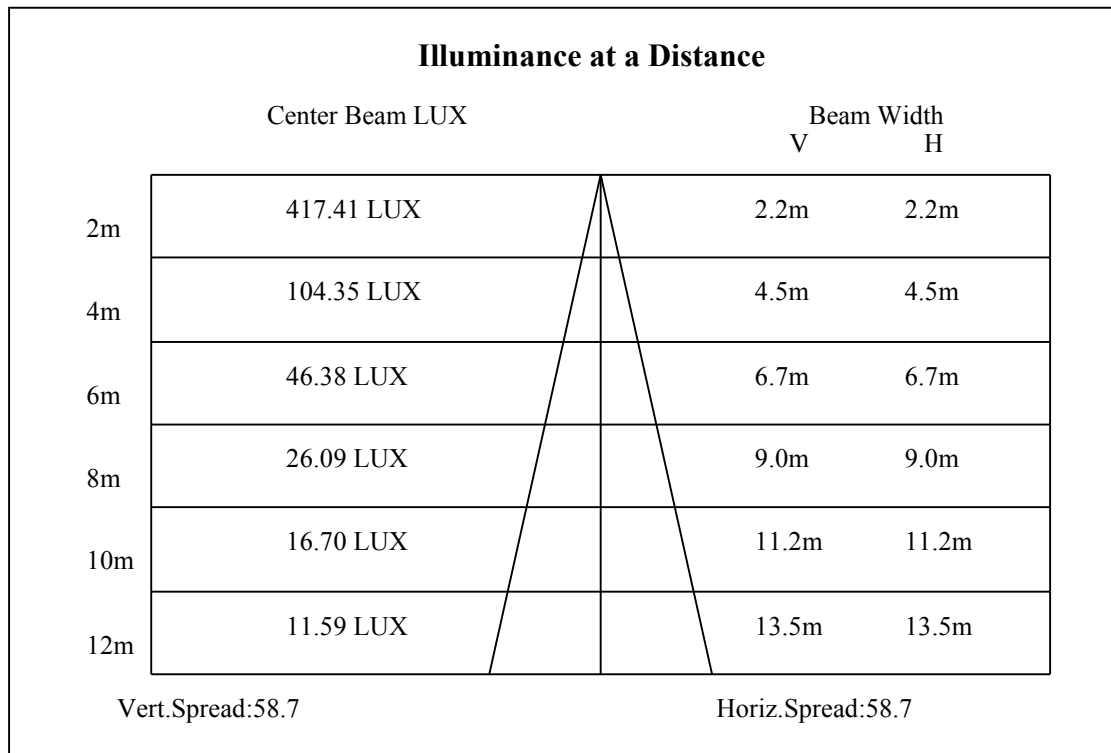 Illuminance at a Distance
Center Beam LUX Beam Width
V H
2m 417.41 LUX 2.2m 2.2m
4m 104.35 LUX 4.5m 4.5m
6m 46.38 LUX 6.7m 6.7m
8m 26.09 LUX 9.0m 9.0m
10m 16.70 LUX 11.2m 11.2m
12m 11.59 LUX 13.5m 13.5m
Vert.Spread:58.7 Horiz.Spread:58.7